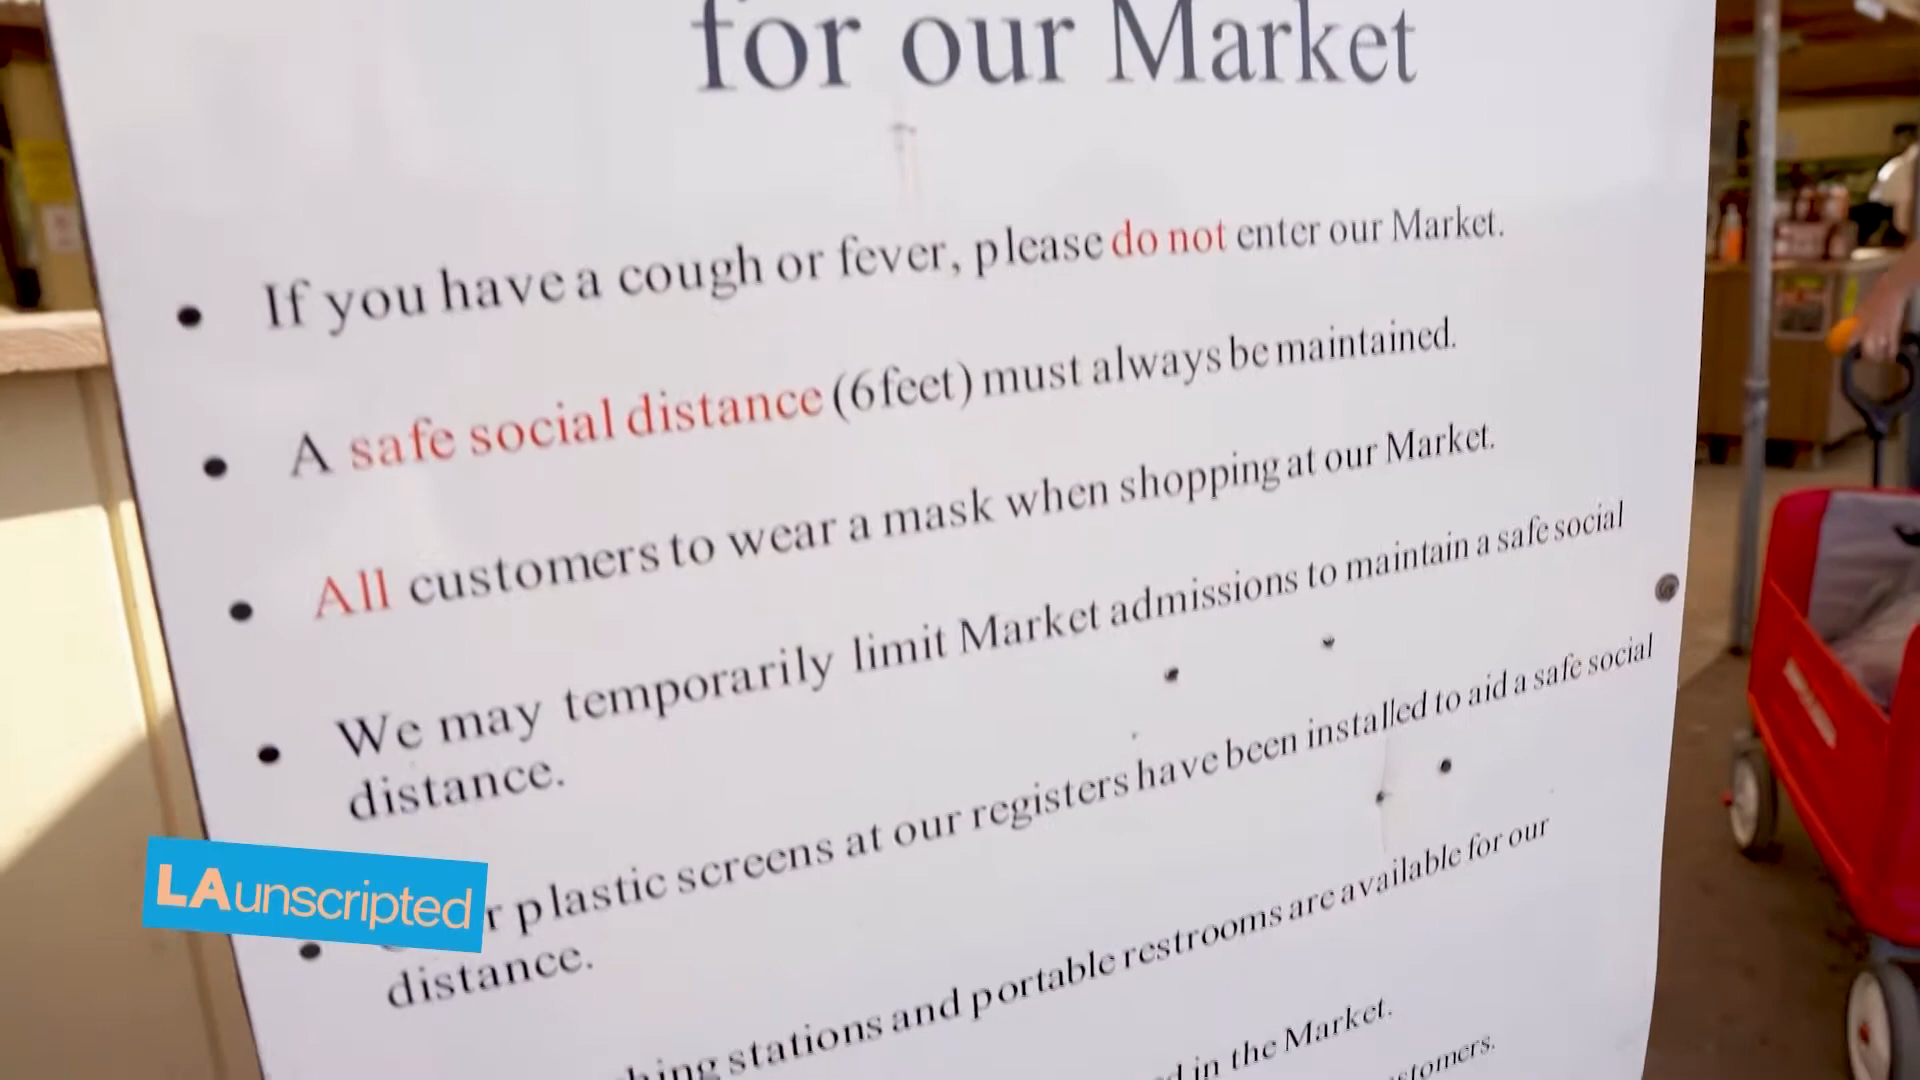 for our Market
If you have a cough or fever, please do not enter our Market.
A safe social distance (6feet) must always be maintained.
All customers to wear a mask when shopping at our Market.
We may temporarily limit Market admissions to maintain a safe social
distance.
plastic screens at our registers have been installed to aid a safe social
distance.
stations and portable restrooms are available for our
in the Market.
LAunscripted